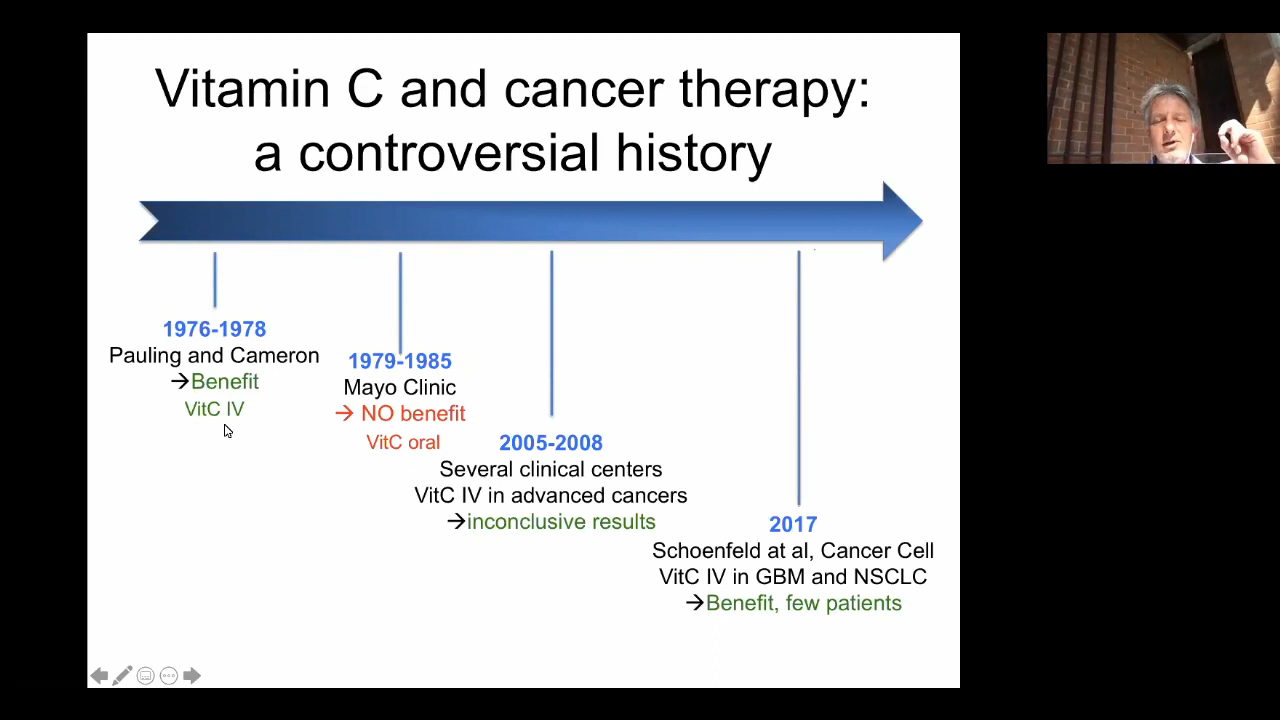 Vitamin C and cancer therapy:
a controversial history
1976-1978
Pauling and Cameron
→Benefit
VitC IV
1979-1985
Mayo Clinic
→ NO benefit
VitC oral
2005-2008
Several clinical centers
VitC IV in advanced cancers
→inconclusive results
2017
Schoenfeld at al, Cancer Cell
VitC IV in GBM and NSCLC
→Benefit, few patients